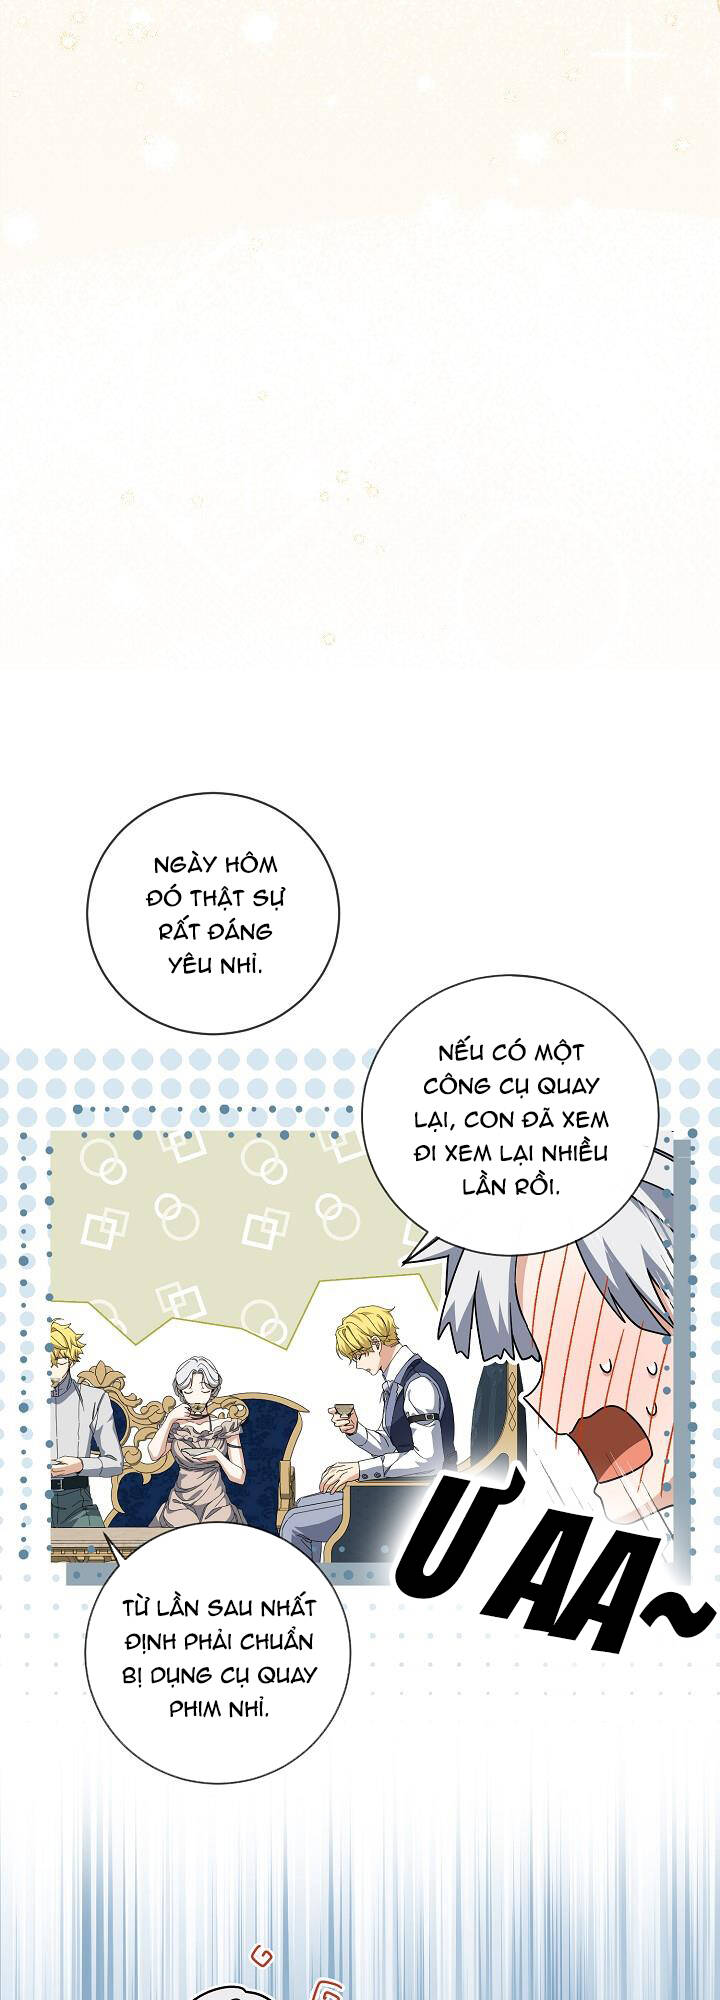 NGÀY HÔM
ĐÓ THẬT SỰ
RẤT ĐÁNG
YÊU NHỈ.
NẾU CÓ MỘT
CÔNG CỤ QUAY
LẠI, CON ĐÃ XEM
ĐI XEM LẠI NHIỀU
LẦN RỒI.
Ư AA~
TỪ LẦN SAU NHẤT
ĐỊNH PHẢI CHUẨN
BỊ DỤNG CỤ QUAY
PHIM NHỈ.